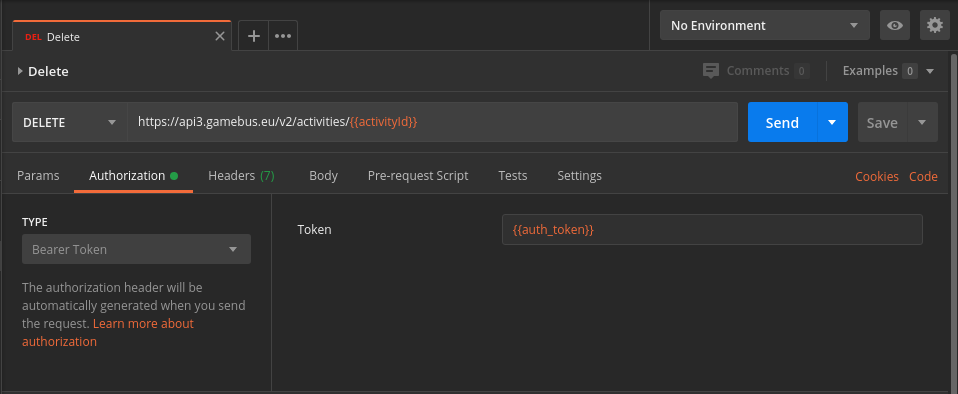 DEL Delete
No Environment
Delete
Comments 0
Examples 0
DELETE
https://api3.gamebus.eu/v2/activities/{{activityId}}
Send
Save
Params
Authorization
Headers (7)
Body
Pre-request Script
Tests
Settings
Cookies
Code
TYPE
Bearer Token
The authorization header will be
automatically generated when you send
the request. Learn more about
authorization
Token
{{auth_token}}